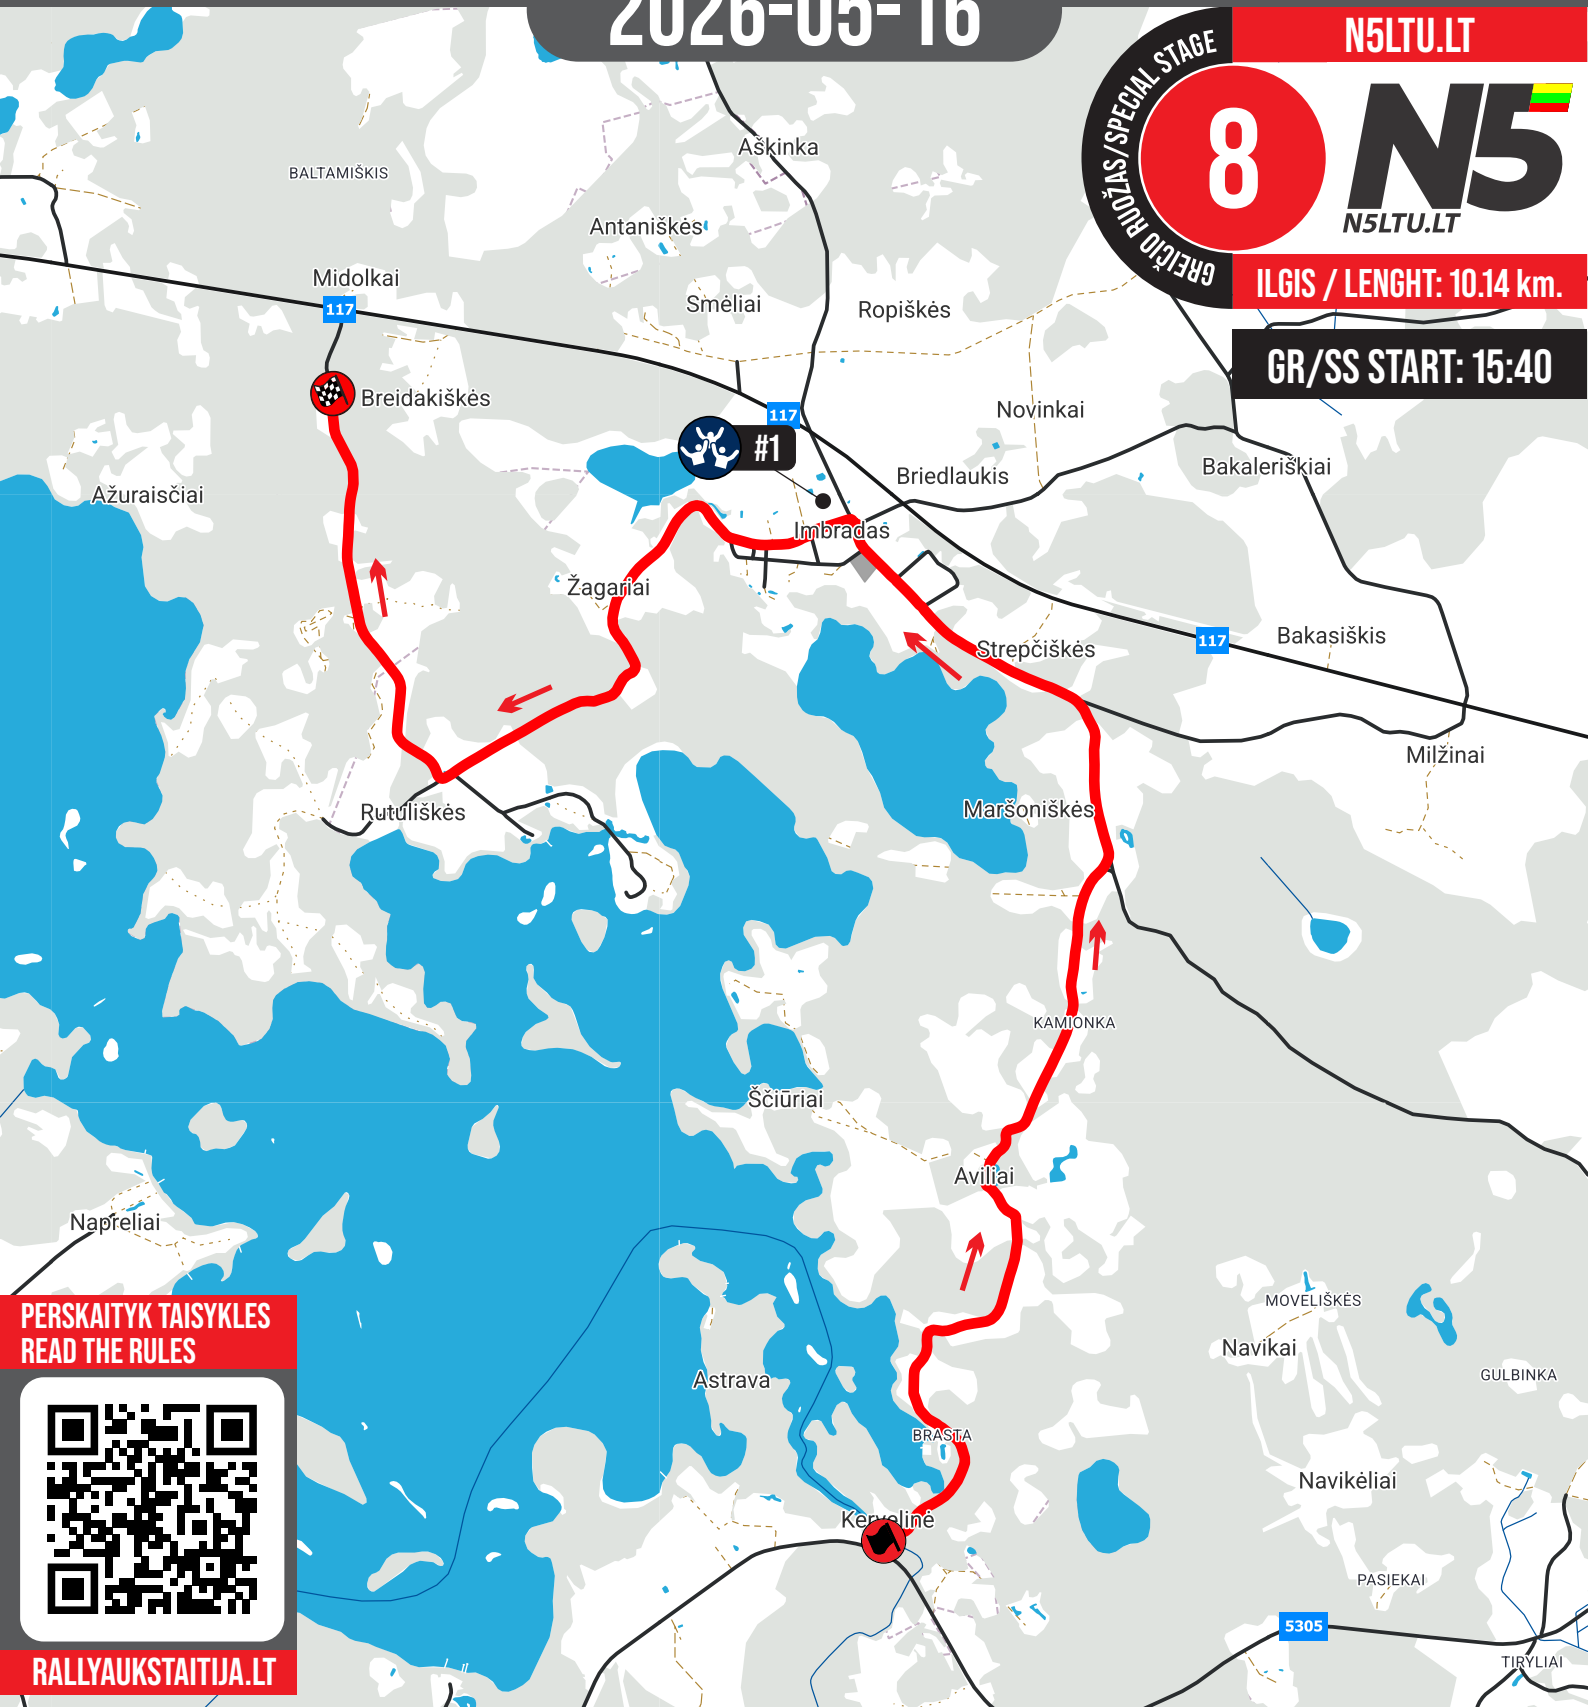 2026-05-16
N5LTU.LT
GREIČIO RUOŽAS/SPECIAL STAGE
8
N5
N5LTU.LT
ILGIS / LENGHT: 10.14 km.
GR/SS START: 15:40
Aškinka
BALTAMIŠKIS
Antaniškės
Midolkai
117
Smėliai
Ropiškės
Breidakiškės
117
Novinkai
#1
Briedlaukis
Bakaleriškiai
Ažuraisčiai
Imbradas
Žagariai
Strepčiškės
117
Bakasiškis
Milžinai
Rutuliškės
Maršoniškės
KAMIONKA
Ščiūriai
Aviliai
Napreliai
MOVELIŠKĖS
Navikai
GULBINKA
Astrava
BRASTA
Navikėliai
Kervelinė
PASIEKAI
5305
TIRYLIAI
PERSKAITYK TAISYKLES
READ THE RULES
RALLYAUKSTAITIJA.LT